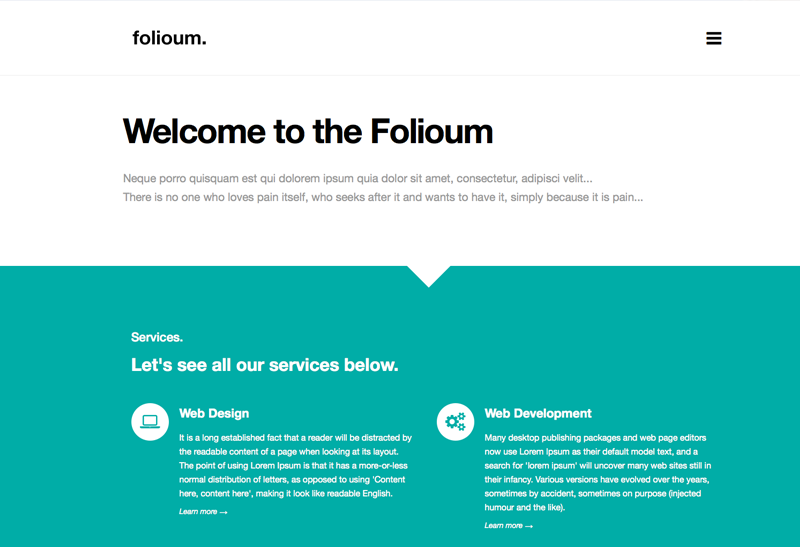 folioum.
Welcome to the Folioum
Neque porro quisquam est qui dolorem ipsum quia dolor sit amet, consectetur, adipisci velit...
There is no one who loves pain itself, who seeks after it and wants to have it, simply because it is pain...
Services.
Let's see all our services below.
Web Design
It is a long established fact that a reader will be distracted by
the readable content of a page when looking at its layout.
The point of using Lorem Ipsum is that it has a more-or-less
normal distribution of letters, as opposed to using 'Content
here, content here', making it look like readable English.
Learn more →
Web Development
Many desktop publishing packages and web page editors
now use Lorem Ipsum as their default model text, and a
search for 'lorem ipsum' will uncover many web sites still in
their infancy. Various versions have evolved over the years,
sometimes by accident, sometimes on purpose (injected
humour and the like).
Learn more →